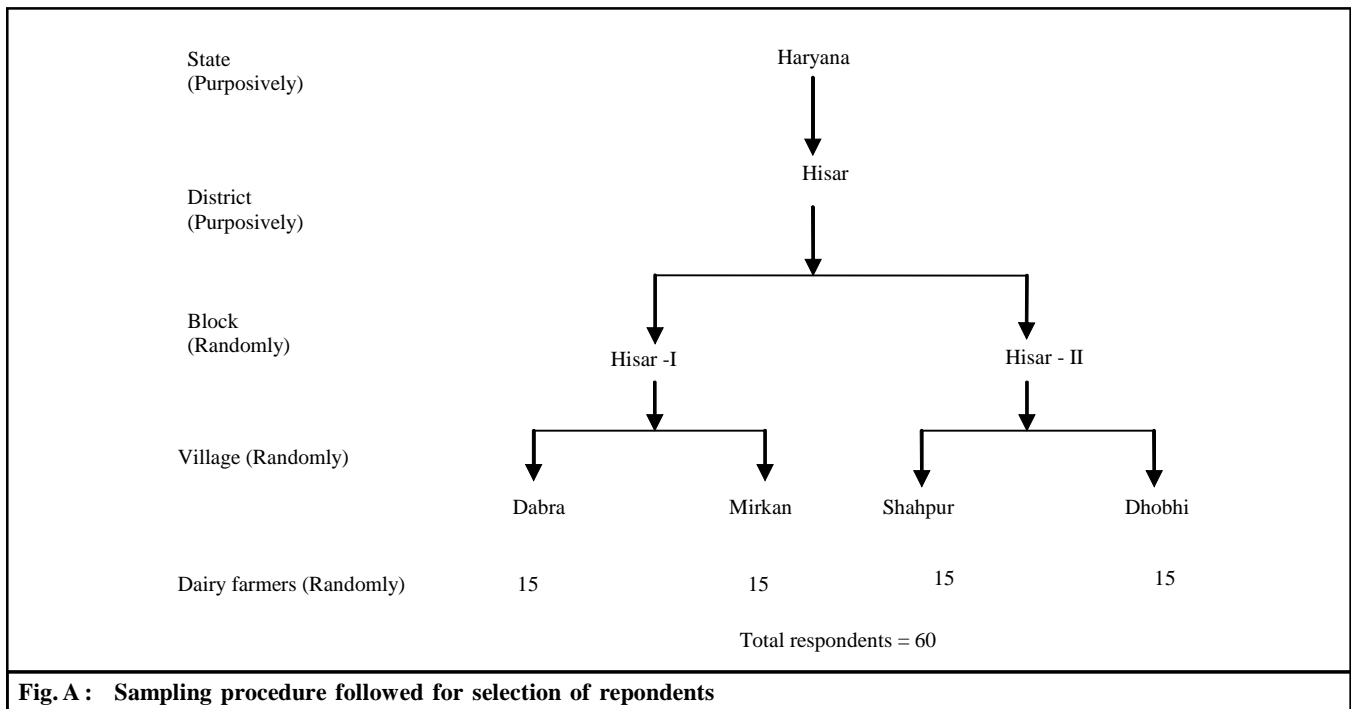 State
(Purposively)
Haryana
Hisar
District
(Purposively)
Block
(Randomly)
Hisar -I
Hisar - II
Village (Randomly)
Dabra
Mirkan
Shahpur
Dhobhi
Dairy farmers (Randomly)
15
15
15
15
Total respondents = 60
Fig. A : Sampling procedure followed for selection of repondents